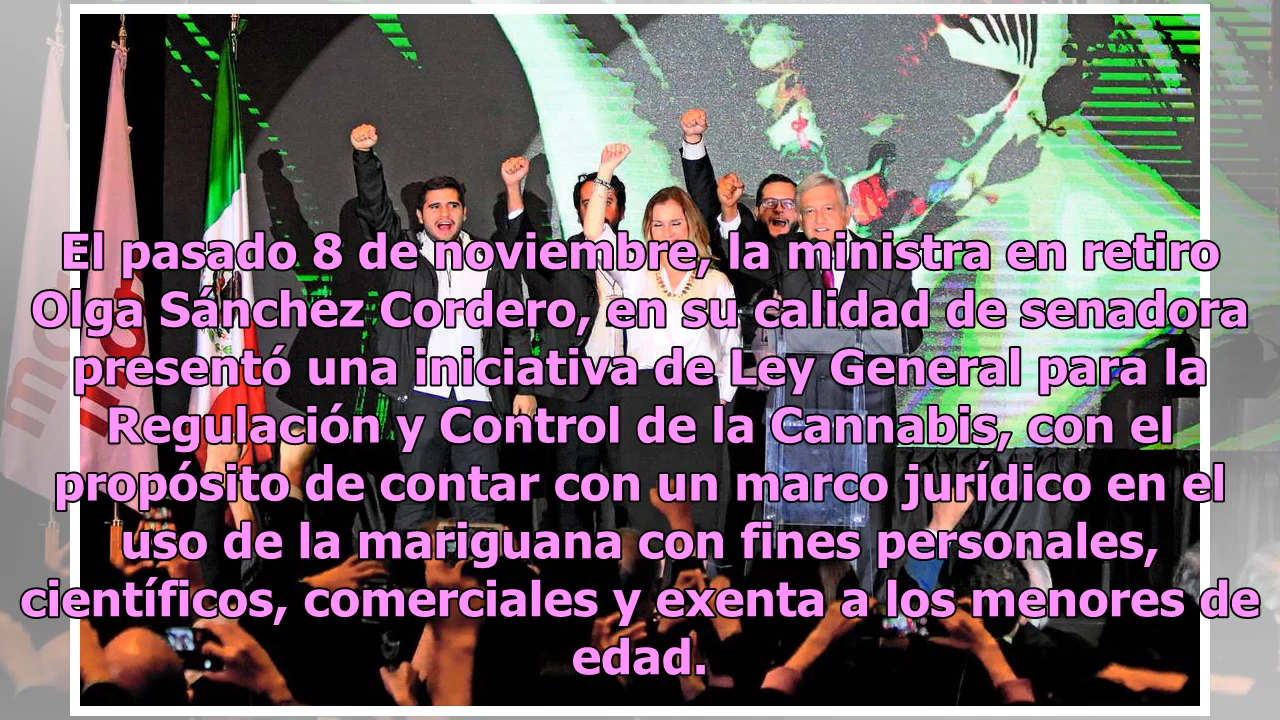 El pasado 8 de noviembre, la ministra en retiro
Olga Sánchez Cordero, en su calidad de senadora
presentó una iniciativa de Ley General para la
Regulación y Control de la Cannabis, con el
propósito de contar con un marco jurídico en el
uso de la mariguana con fines personales,
científicos, comerciales y exenta a los menores de
edad.